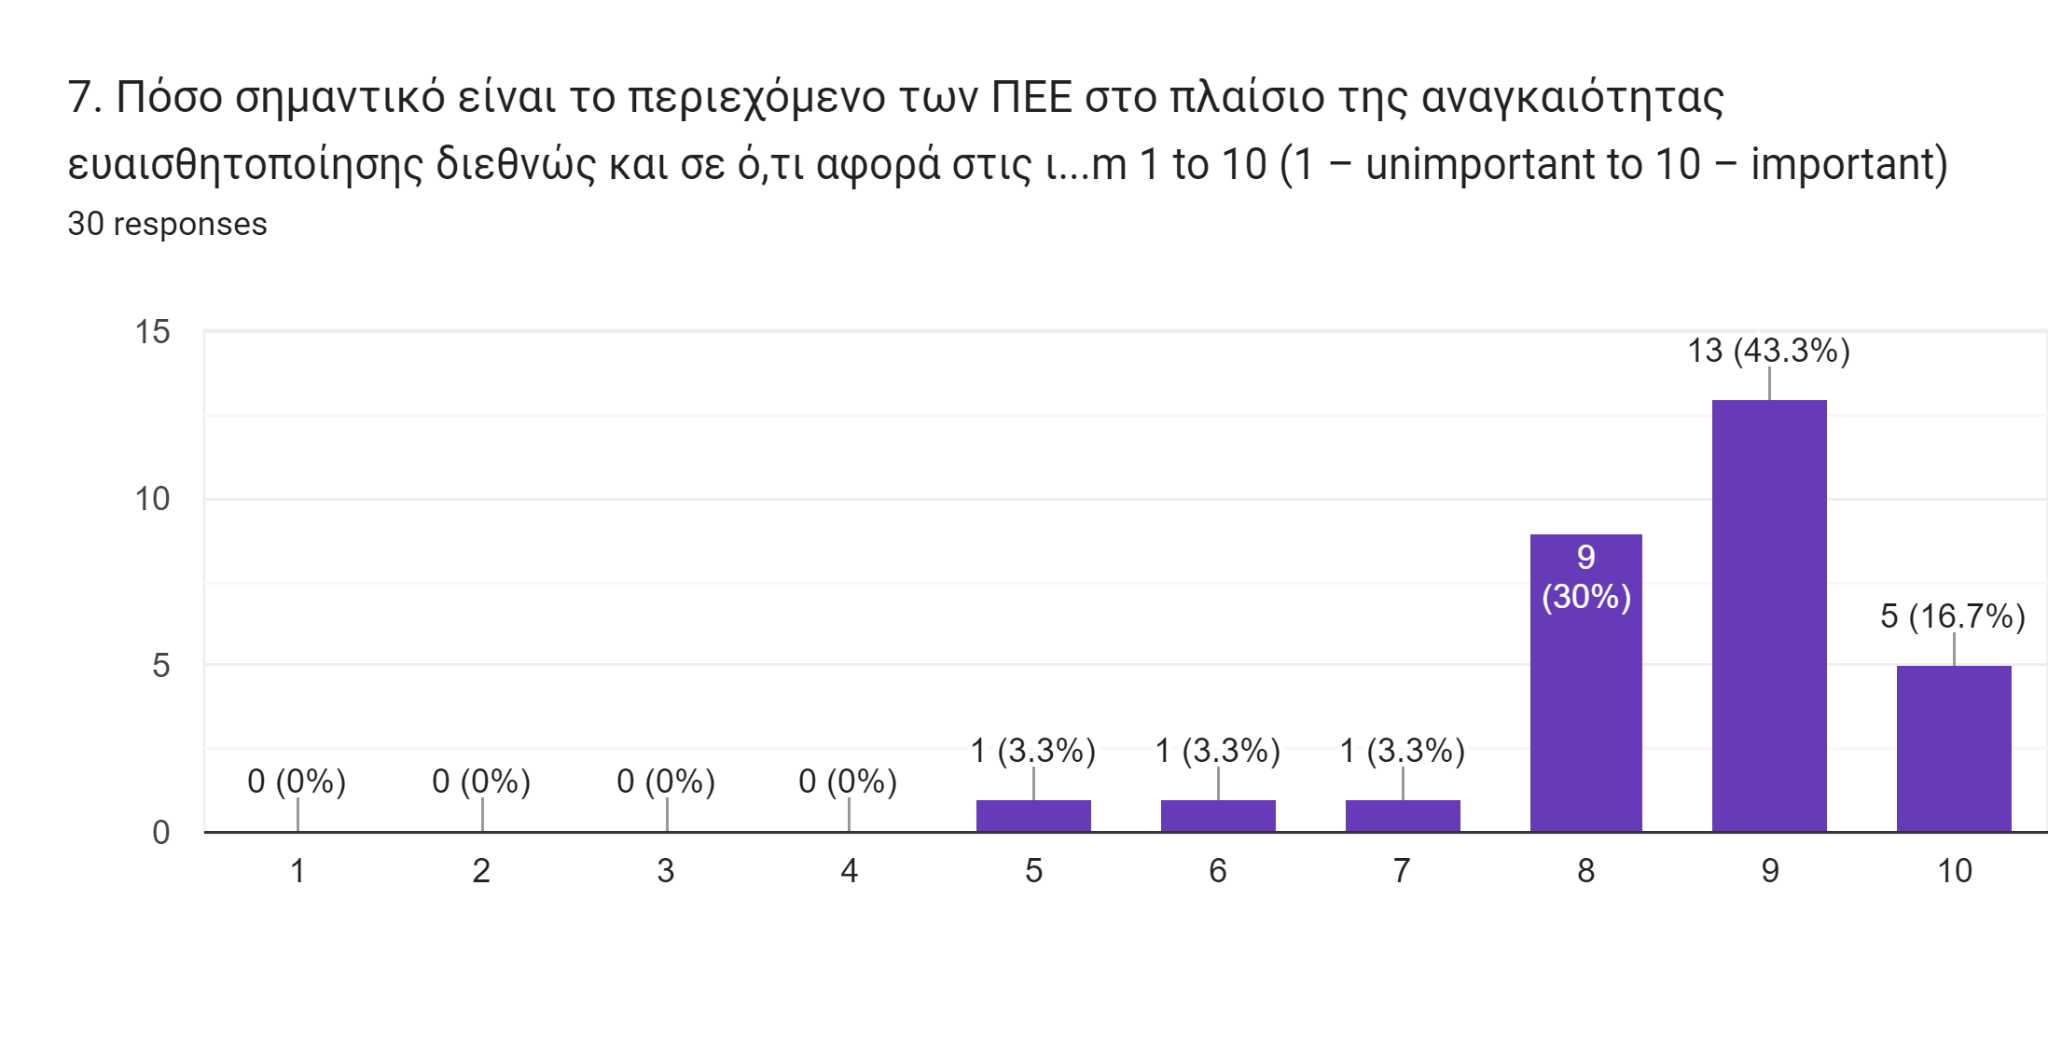 7. Πόσο σημαντικό είναι το περιεχόμενο των ΠΕΕ στο πλαίσιο της αναγκαιότητας
ευαισθητοποίησης διεθνώς και σε ό,τι αφορά στις ι...m 1 to 10 (1 – unimportant to 10 – important)
30 responses
15
13 (43.3%)
10
9
(30%)
5 (16.7%)
5
1 (3.3%) 1 (3.3%) 1 (3.3%)
0 (0%) 0 (0%) 0 (0%) 0 (0%)
0
1 2 3 4 5 6 7 8 9 10